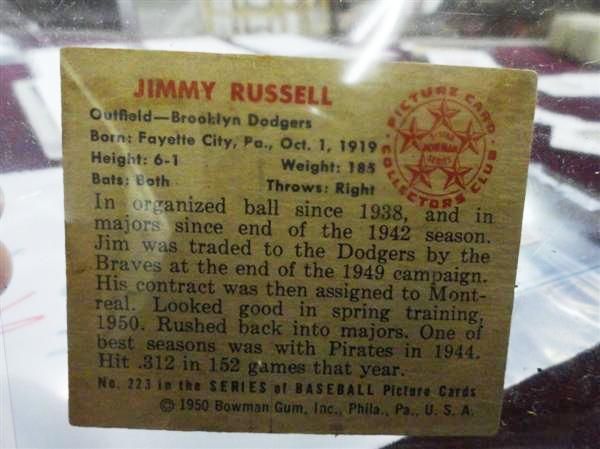 JIMMY RUSSELL
Outfield—Brooklyn Dodgers
Born: Fayette City, Pa., Oct. 1, 1919
Height: 6-1 Weight: 185
Bats: Both Throws: Right
PICTURE CARD
COLLECTORS CLUB
BOWMAN
SERIES
In organized ball since 1938, and in
majors since end of the 1942 season.
Jim was traded to the Dodgers by the
Braves at the end of the 1949 campaign.
His contract was then assigned to Mont-
real. Looked good in spring training,
1950. Rushed back into majors. One of
best seasons was with Pirates in 1944.
Hit .312 in 152 games that year.
No. 223 in the SERIES of BASEBALL Picture Cards
© 1950 Bowman Gum, Inc., Phila., Pa., U. S. A.